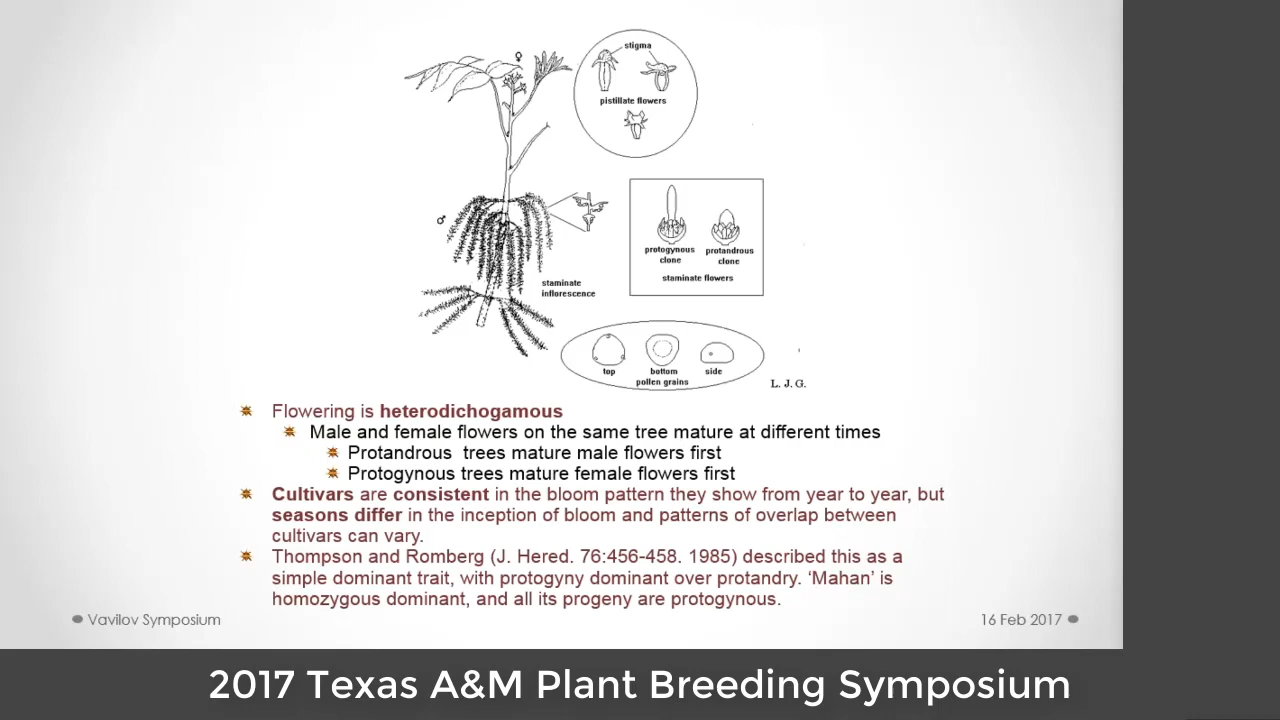 ♀
stigma
pistillate flowers
♂
protogynous clone
protandrous clone
staminate flowers
staminate
inflorescence
top
bottom
side
pollen grains
L. J. G.
Flowering is heterodichogamous
Male and female flowers on the same tree mature at different times
Protandrous trees mature male flowers first
Protogynous trees mature female flowers first
Cultivars are consistent in the bloom pattern they show from year to year, but
seasons differ in the inception of bloom and patterns of overlap between
cultivars can vary.
Thompson and Romberg (J. Hered. 76:456-458. 1985) described this as a
simple dominant trait, with protogyny dominant over protandry. ‘Mahan’ is
homozygous dominant, and all its progeny are protogynous.
Vavilov Symposium
16 Feb 2017
2017 Texas A&M Plant Breeding Symposium